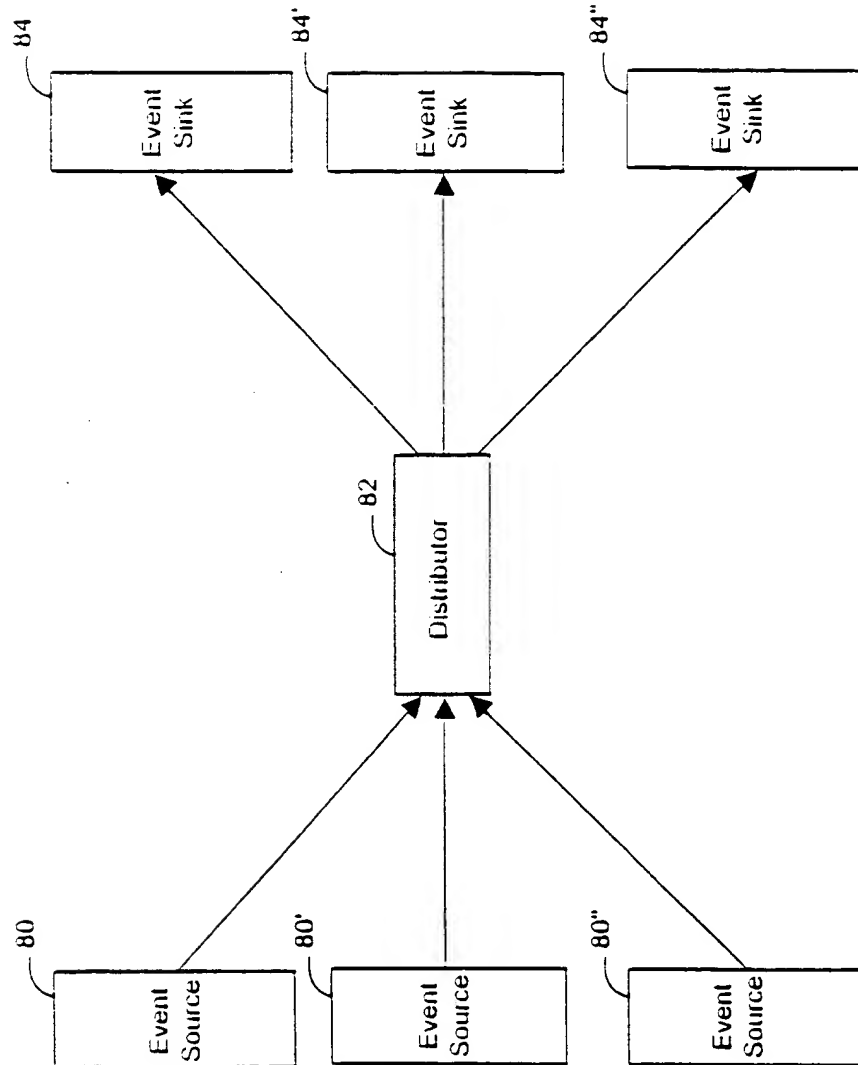 80
Event
Source
80'
Event
Source
80"
Event
Source
82
Distributor
84
Event
Sink
84'
Event
Sink
84"
Event
Sink